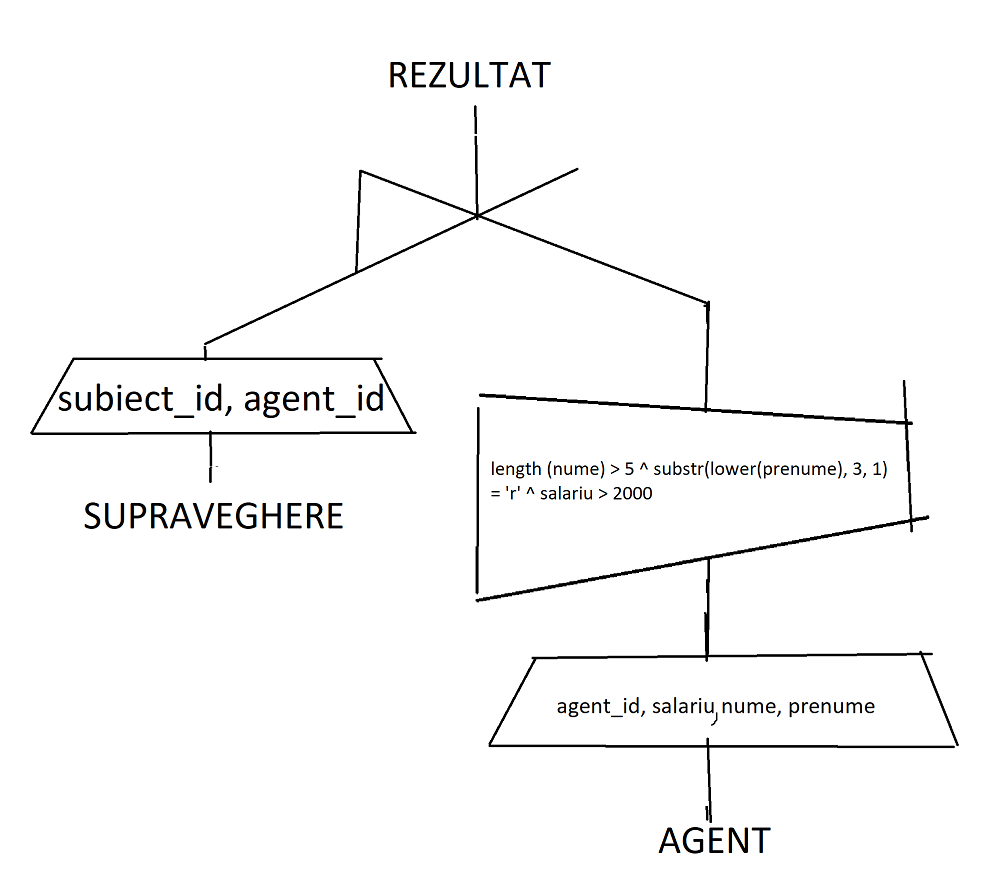 REZULTAT
subiect_id, agent_id
SUPRAVEGHERE
length (nume) > 5 ^ substr(lower(prenume), 3, 1)
= 'r' ^ salariu > 2000
agent_id, salariu, nume, prenume
AGENT